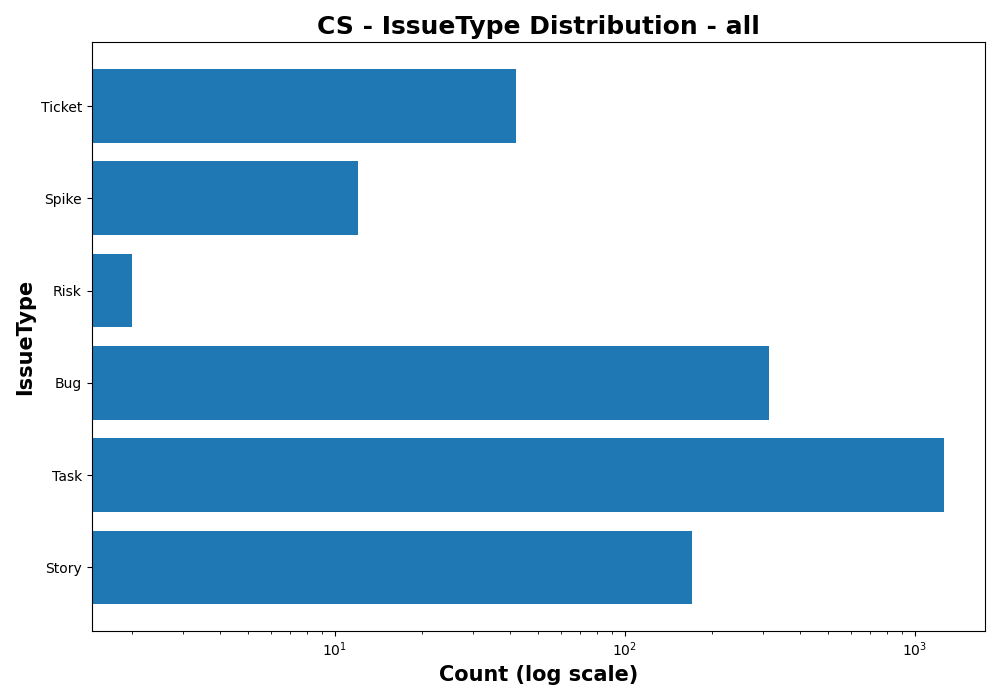 CS - IssueType Distribution - all
Ticket
Spike
Risk
Bug
Task
Story
IssueType
10¹
10²
10³
Count (log scale)